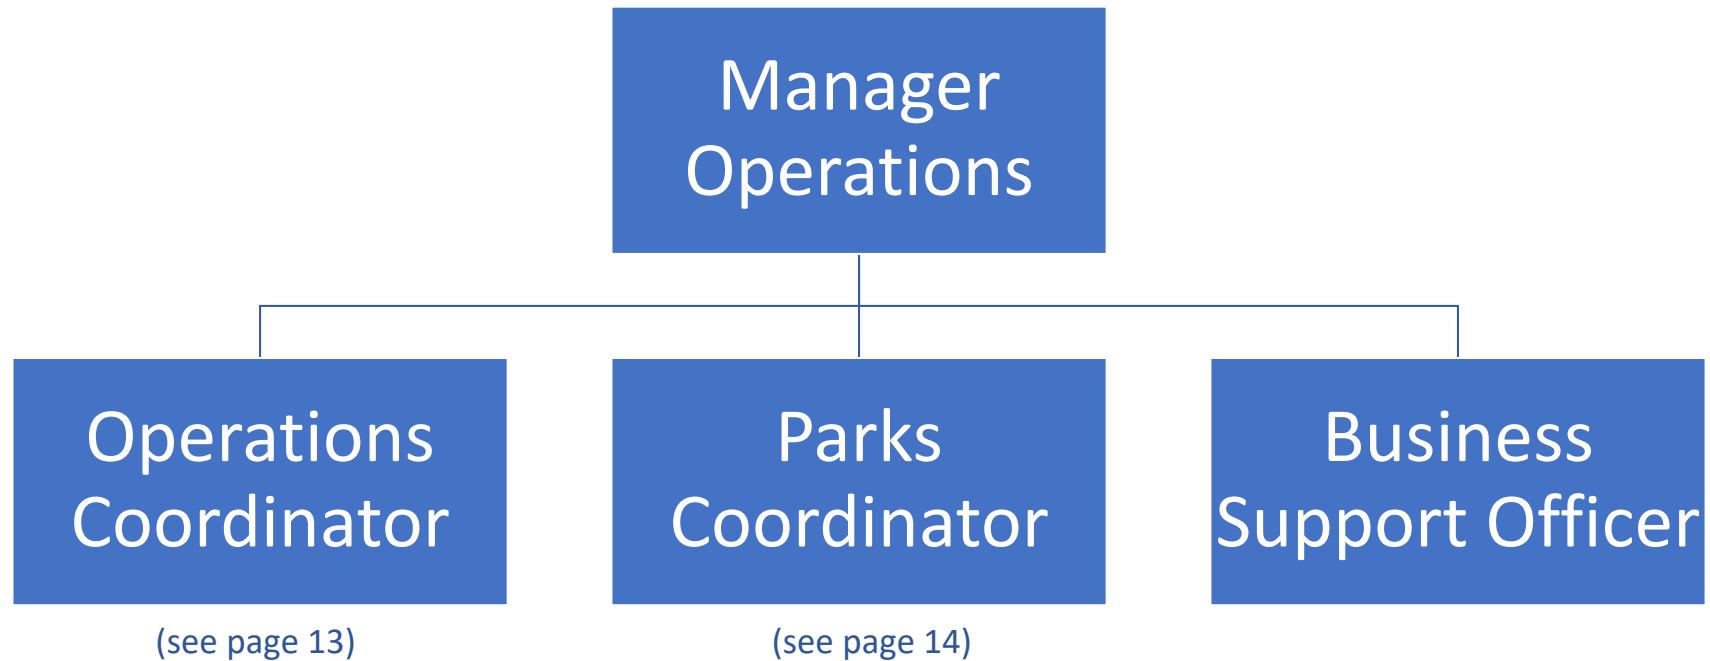 Manager
Operations
Operations
Coordinator
Parks
Coordinator
Business
Support Officer
(see page 13)
(see page 14)